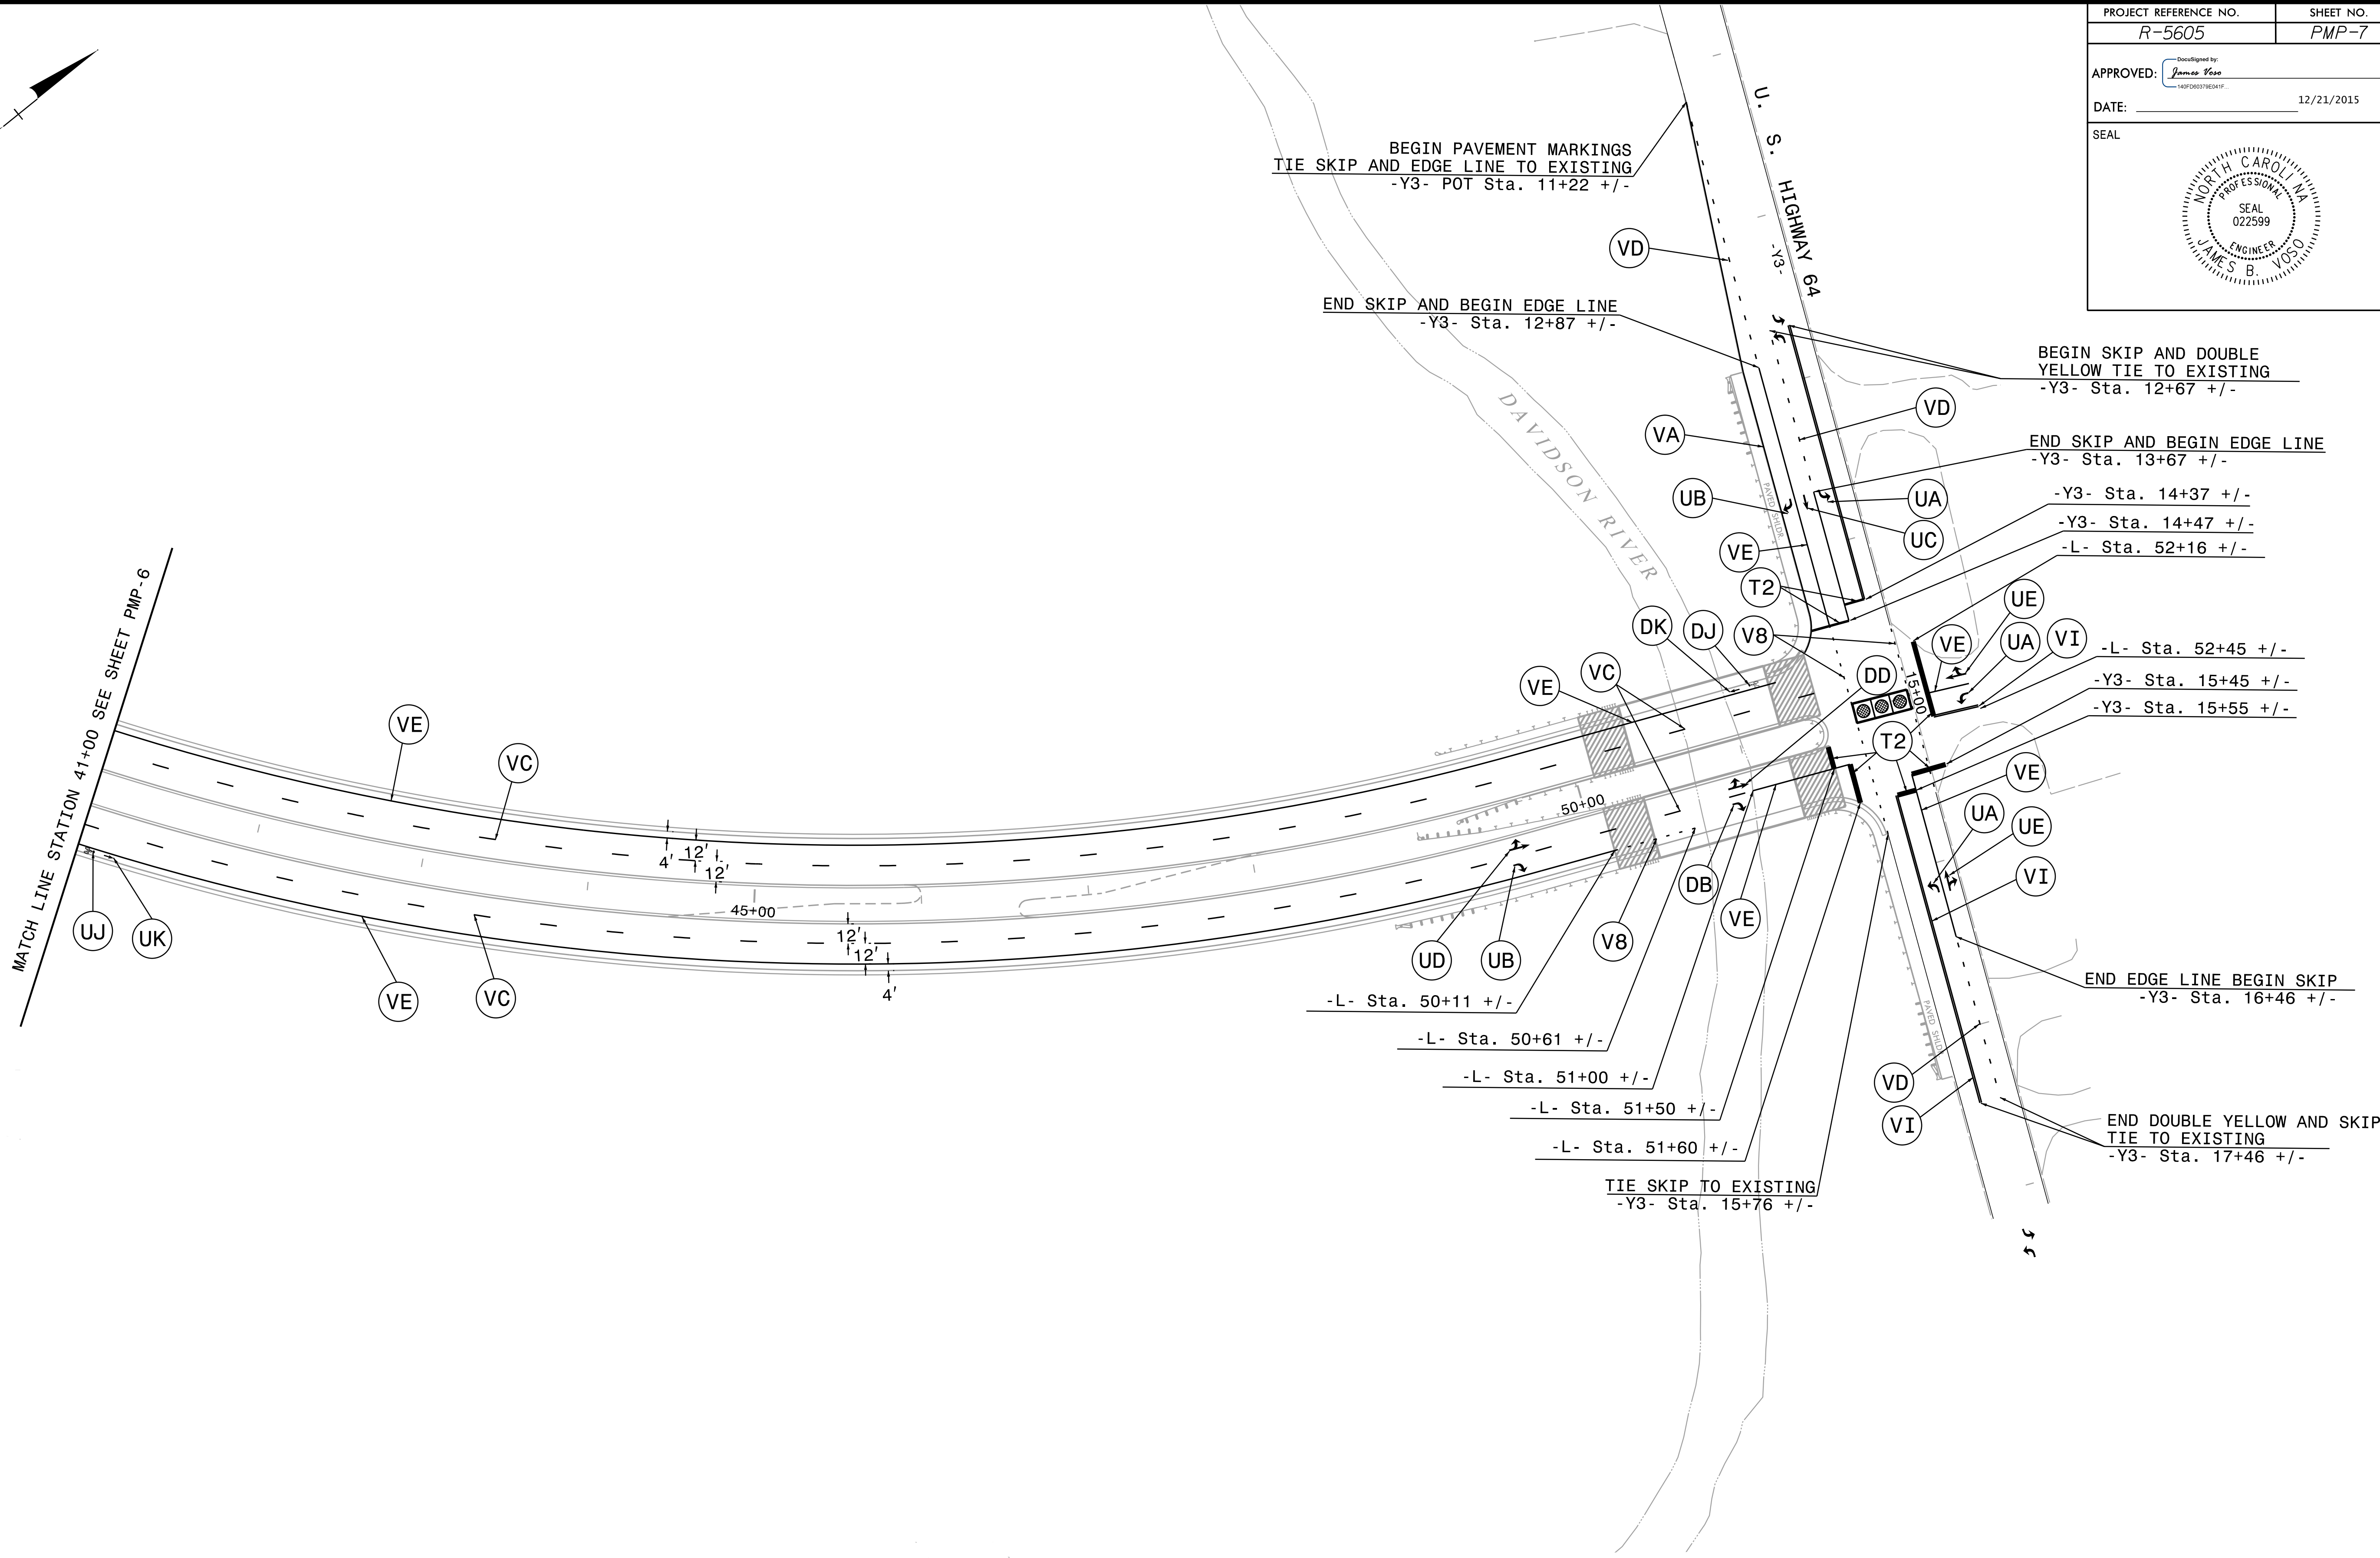 PROJECT REFERENCE NO.
SHEET NO.
R-5605
PMP-7
APPROVED:
DocuSigned by:
James Voso
140FD60379E041F...
DATE:
12/21/2015
SEAL
NORTH CAROLINA
PROFESSIONAL
SEAL
022599
ENGINEER
JAMES B. VOSO
U. S. HIGHWAY 64
-Y3-
BEGIN PAVEMENT MARKINGS
TIE SKIP AND EDGE LINE TO EXISTING
-Y3- POT Sta. 11+22 +/-
VD
END SKIP AND BEGIN EDGE LINE
-Y3- Sta. 12+87 +/-
BEGIN SKIP AND DOUBLE
YELLOW TIE TO EXISTING
-Y3- Sta. 12+67 +/-
VD
VA
END SKIP AND BEGIN EDGE LINE
-Y3- Sta. 13+67 +/-
DAVIDSON RIVER
PAVED SHLDR.
UB
UA
-Y3- Sta. 14+37 +/-
-Y3- Sta. 14+47 +/-
-L- Sta. 52+16 +/-
VE
UC
T2
UE
DK
DJ
V8
VE
UA
VI
-L- Sta. 52+45 +/-
-Y3- Sta. 15+45 +/-
-Y3- Sta. 15+55 +/-
VE
VC
DD
15+00
T2
VE
UA
UE
VI
MATCH LINE STATION 41+00 SEE SHEET PMP-6
VE
VC
4'
12'
12'
45+00
12'
12'
4'
50+00
UJ
UK
VE
VC
UD
UB
V8
DB
VE
-L- Sta. 50+11 +/-
-L- Sta. 50+61 +/-
-L- Sta. 51+00 +/-
-L- Sta. 51+50 +/-
-L- Sta. 51+60 +/-
TIE SKIP TO EXISTING
-Y3- Sta. 15+76 +/-
END EDGE LINE BEGIN SKIP
-Y3- Sta. 16+46 +/-
PAVED SHLD
VD
VI
END DOUBLE YELLOW AND SKIP
TIE TO EXISTING
-Y3- Sta. 17+46 +/-